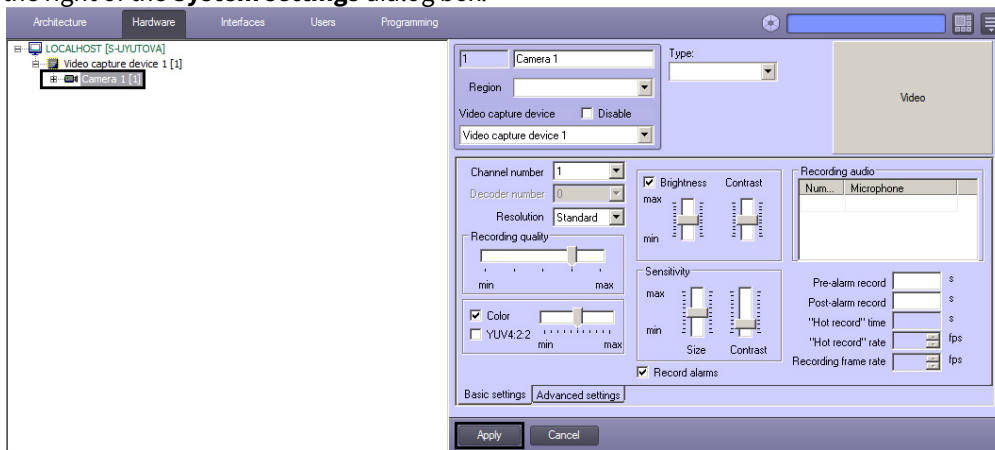 the right of the System settings dialog box.
Architecture Hardware Interfaces Users Programming
LOCALHOST [S-UYUTOVA]
Video capture device 1 [1]
Camera 1 [1]
1 Camera 1 Type:
Region
Video capture device Disable
Video capture device 1
Video
Channel number 1
Decoder number 0
Resolution Standard
Recording quality
min max
Color
YUV4:2:2
min max
Brightness Contrast
max
min
Sensitivity
max
min
Size Contrast
Record alarms
Recording audio
Num... Microphone
Pre-alarm record s
Post-alarm record s
"Hot record" time s
"Hot record" rate fps
Recording frame rate fps
Basic settings Advanced settings
Apply Cancel